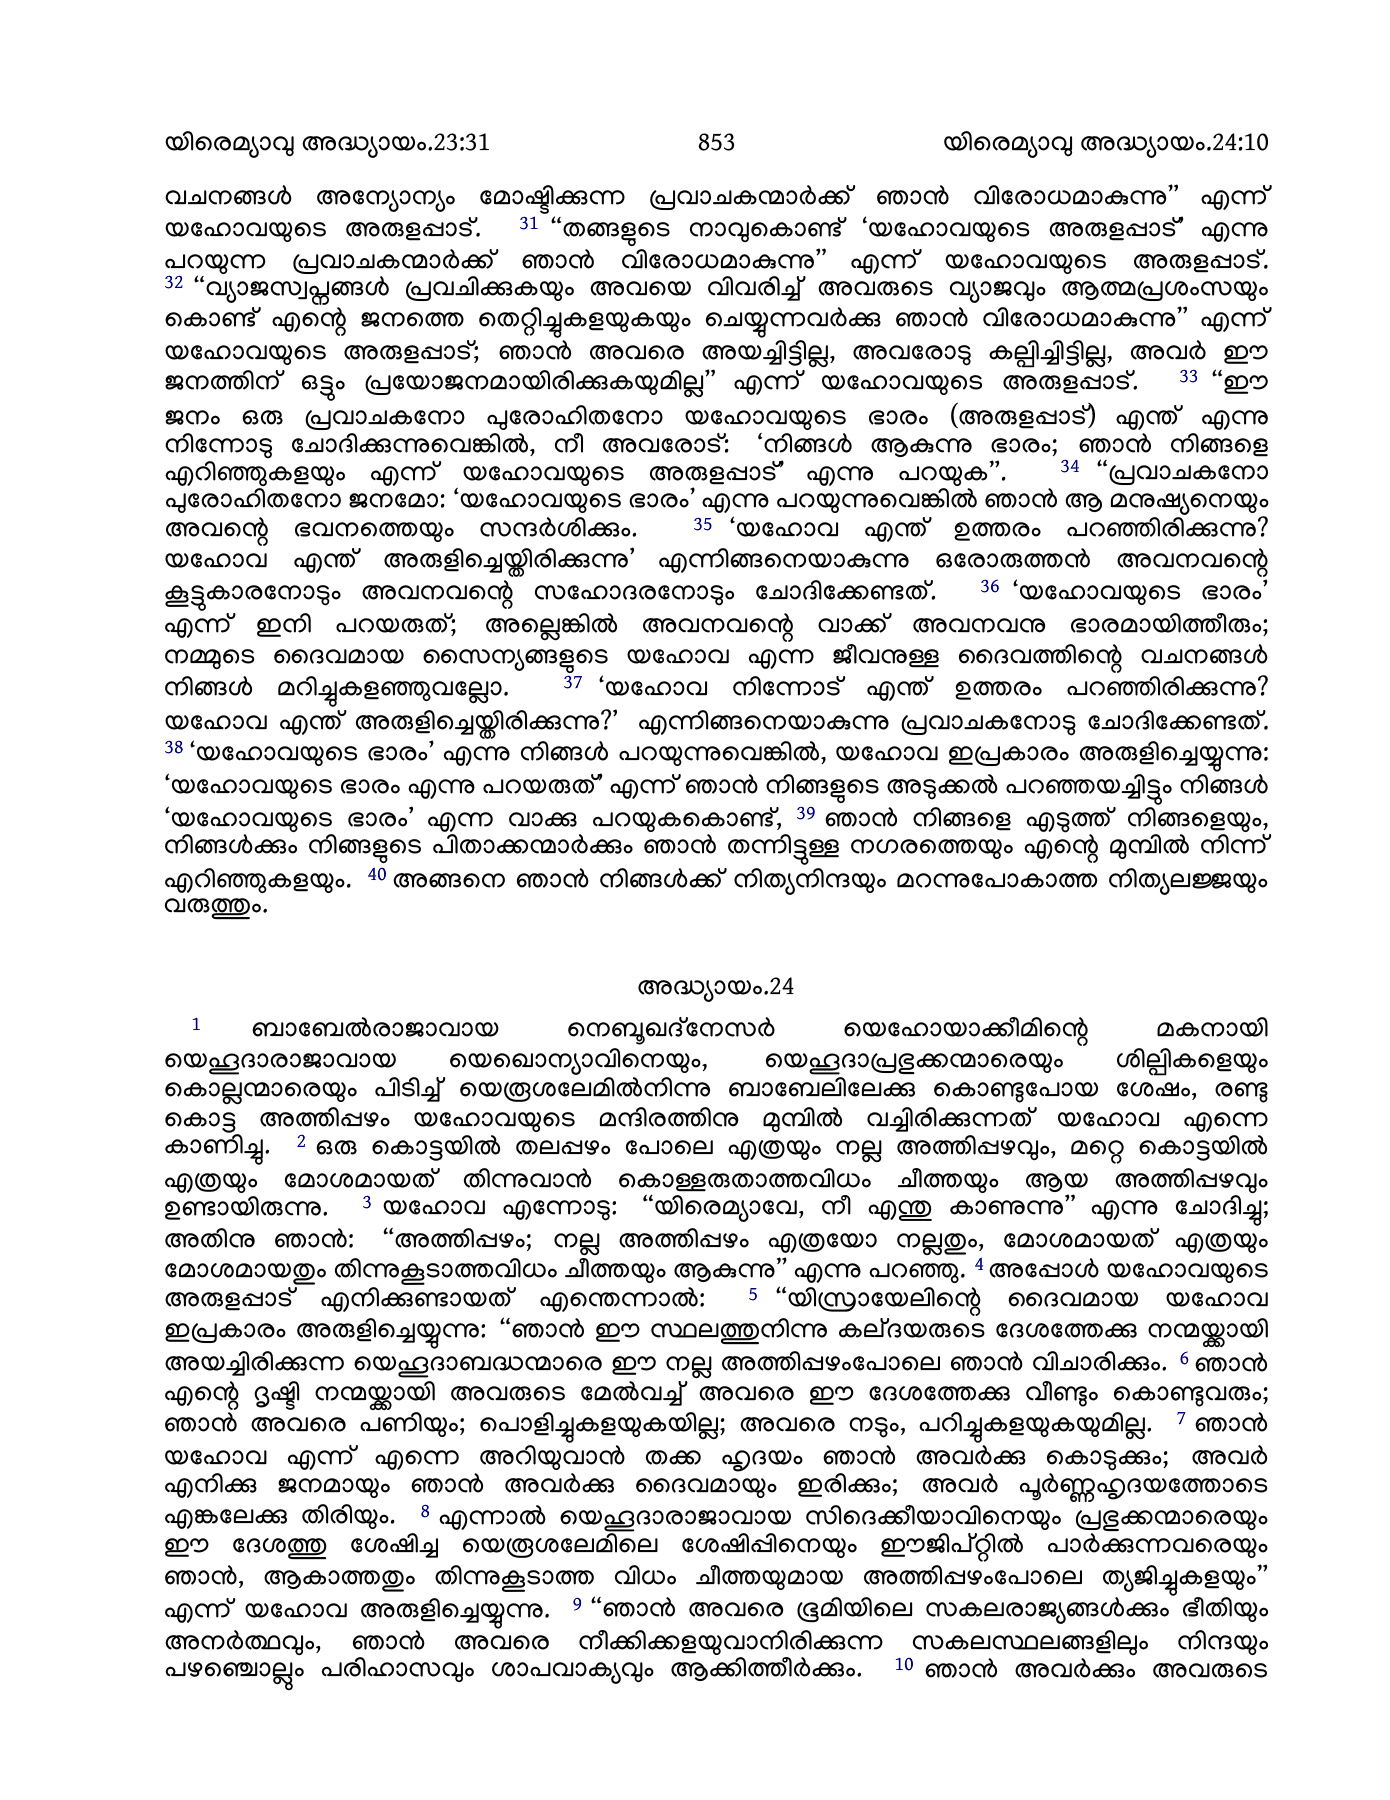 യിരെമ്യാവു അദ്ധ്യായം.23:31 853 യിരെമ്യാവു അദ്ധ്യായം.24:10
വചനങ്ങൾ അന്യോന്യം മോഷ്ടിക്കുന്ന പ്രവാചകന്മാർക്ക് ഞാൻ വിരോധമാകുന്നു” എന്ന്
യഹോവയുടെ അരുളപ്പാട്. 31 “തങ്ങളുടെ നാവുകൊണ്ട് ‘യഹോവയുടെ അരുളപ്പാട്’ എന്നു
പറയുന്ന പ്രവാചകന്മാർക്ക് ഞാൻ വിരോധമാകുന്നു” എന്ന് യഹോവയുടെ അരുളപ്പാട്.
32 “വ്യാജസ്വപ്നങ്ങൾ പ്രവചിക്കുകയും അവയെ വിവരിച്ച് അവരുടെ വ്യാജവും ആത്മപ്രശംസയും
കൊണ്ട് എന്റെ ജനത്തെ തെറ്റിച്ചുകളയുകയും ചെയ്യുന്നവർക്കു ഞാൻ വിരോധമാകുന്നു” എന്ന്
യഹോവയുടെ അരുളപ്പാട്; ഞാൻ അവരെ അയച്ചിട്ടില്ല, അവരോടു കല്പിച്ചിട്ടില്ല, അവർ ഈ
ജനത്തിന് ഒട്ടും പ്രയോജനമായിരിക്കുകയുമില്ല” എന്ന് യഹോവയുടെ അരുളപ്പാട്. 33 “ഈ
ജനം ഒരു പ്രവാചകനോ പുരോഹിതനോ യഹോവയുടെ ഭാരം (അരുളപ്പാട്) എന്ത് എന്നു
നിന്നോടു ചോദിക്കുന്നുവെങ്കിൽ, നീ അവരോട്: ‘നിങ്ങൾ ആകുന്നു ഭാരം; ഞാൻ നിങ്ങളെ
എറിഞ്ഞുകളയും എന്ന് യഹോവയുടെ അരുളപ്പാട്’ എന്നു പറയുക”. 34 “പ്രവാചകനോ
പുരോഹിതനോ ജനമോ: ‘യഹോവയുടെ ഭാരം’ എന്നു പറയുന്നുവെങ്കിൽ ഞാൻ ആ മനുഷ്യനെയും
അവന്റെ ഭവനത്തെയും സന്ദർശിക്കും. 35 ‘യഹോവ എന്ത് ഉത്തരം പറഞ്ഞിരിക്കുന്നു?
യഹോവ എന്ത് അരുളിച്ചെയ്തിരിക്കുന്നു’ എന്നിങ്ങനെയാകുന്നു ഒരോരുത്തൻ അവനവന്റെ
കൂട്ടുകാരനോടും അവനവന്റെ സഹോദരനോടും ചോദിക്കേണ്ടത്. 36 ‘യഹോവയുടെ ഭാരം’
എന്ന് ഇനി പറയരുത്; അല്ലെങ്കിൽ അവനവന്റെ വാക്ക് അവനവനു ഭാരമായിത്തീരും;
നമ്മുടെ ദൈവമായ സൈന്യങ്ങളുടെ യഹോവ എന്ന ജീവനുള്ള ദൈവത്തിന്റെ വചനങ്ങൾ
നിങ്ങൾ മറിച്ചുകളഞ്ഞുവല്ലോ. 37 ‘യഹോവ നിന്നോട് എന്ത് ഉത്തരം പറഞ്ഞിരിക്കുന്നു?
യഹോവ എന്ത് അരുളിച്ചെയ്തിരിക്കുന്നു?’ എന്നിങ്ങനെയാകുന്നു പ്രവാചകനോടു ചോദിക്കേണ്ടത്.
38 ‘യഹോവയുടെ ഭാരം’ എന്നു നിങ്ങൾ പറയുന്നുവെങ്കിൽ, യഹോവ ഇപ്രകാരം അരുളിച്ചെയ്യുന്നു:
‘യഹോവയുടെ ഭാരം എന്നു പറയരുത്’ എന്ന് ഞാൻ നിങ്ങളുടെ അടുക്കൽ പറഞ്ഞയച്ചിട്ടും നിങ്ങൾ
‘യഹോവയുടെ ഭാരം’ എന്ന വാക്കു പറയുകകൊണ്ട്, 39 ഞാൻ നിങ്ങളെ എടുത്ത് നിങ്ങളെയും,
നിങ്ങൾക്കും നിങ്ങളുടെ പിതാക്കന്മാർക്കും ഞാൻ തന്നിട്ടുള്ള നഗരത്തെയും എന്റെ മുമ്പിൽ നിന്ന്
എറിഞ്ഞുകളയും. 40 അങ്ങനെ ഞാൻ നിങ്ങൾക്ക് നിത്യനിന്ദയും മറന്നുപോകാത്ത നിത്യലജ്ജയും
വരുത്തും.
അദ്ധ്യായം.24
1 ബാബേൽരാജാവായ നെബൂഖദ്നേസർ യെഹോയാക്കീമിന്റെ മകനായി
യെഹൂദാരാജാവായ യെഖൊന്യാവിനെയും, യെഹൂദാപ്രഭുക്കന്മാരെയും ശില്പികളെയും
കൊല്ലന്മാരെയും പിടിച്ച് യെരൂശലേമിൽനിന്നു ബാബേലിലേക്കു കൊണ്ടുപോയ ശേഷം, രണ്ടു
കൊട്ട അത്തിപ്പഴം യഹോവയുടെ മന്ദിരത്തിനു മുമ്പിൽ വച്ചിരിക്കുന്നത് യഹോവ എന്നെ
കാണിച്ചു. 2 ഒരു കൊട്ടയിൽ തലപ്പഴം പോലെ എത്രയും നല്ല അത്തിപ്പഴവും, മറ്റെ കൊട്ടയിൽ
എത്രയും മോശമായത് തിന്നുവാൻ കൊള്ളരുതാത്തവിധം ചീത്തയും ആയ അത്തിപ്പഴവും
ഉണ്ടായിരുന്നു. 3 യഹോവ എന്നോടു: “യിരെമ്യാവേ, നീ എന്തു കാണുന്നു” എന്നു ചോദിച്ചു;
അതിനു ഞാൻ: “അത്തിപ്പഴം; നല്ല അത്തിപ്പഴം എത്രയോ നല്ലതും, മോശമായത് എത്രയും
മോശമായതും തിന്നുകൂടാത്തവിധം ചീത്തയും ആകുന്നു” എന്നു പറഞ്ഞു. 4 അപ്പോൾ യഹോവയുടെ
അരുളപ്പാട് എനിക്കുണ്ടായത് എന്തെന്നാൽ: 5 “യിസ്രായേലിന്റെ ദൈവമായ യഹോവ
ഇപ്രകാരം അരുളിച്ചെയ്യുന്നു: “ഞാൻ ഈ സ്ഥലത്തുനിന്നു കല്ദയരുടെ ദേശത്തേക്കു നന്മയ്ക്കായി
അയച്ചിരിക്കുന്ന യെഹൂദാബദ്ധന്മാരെ ഈ നല്ല അത്തിപ്പഴംപോലെ ഞാൻ വിചാരിക്കും. 6 ഞാൻ
എന്റെ ദൃഷ്ടി നന്മയ്ക്കായി അവരുടെ മേൽവച്ച് അവരെ ഈ ദേശത്തേക്കു വീണ്ടും കൊണ്ടുവരും;
ഞാൻ അവരെ പണിയും; പൊളിച്ചുകളയുകയില്ല; അവരെ നടും, പറിച്ചുകളയുകയുമില്ല. 7 ഞാൻ
യഹോവ എന്ന് എന്നെ അറിയുവാൻ തക്ക ഹൃദയം ഞാൻ അവർക്കു കൊടുക്കും; അവർ
എനിക്കു ജനമായും ഞാൻ അവർക്കു ദൈവമായും ഇരിക്കും; അവർ പൂർണ്ണഹൃദയത്തോടെ
എങ്കലേക്കു തിരിയും. 8 എന്നാൽ യെഹൂദാരാജാവായ സിദെക്കീയാവിനെയും പ്രഭുക്കന്മാരെയും
ഈ ദേശത്തു ശേഷിച്ച യെരൂശലേമിലെ ശേഷിപ്പിനെയും ഈജിപ്റ്റിൽ പാർക്കുന്നവരെയും
ഞാൻ, ആകാത്തതും തിന്നുകൂടാത്ത വിധം ചീത്തയുമായ അത്തിപ്പഴംപോലെ ത്യജിച്ചുകളയും”
എന്ന് യഹോവ അരുളിച്ചെയ്യുന്നു. 9 “ഞാൻ അവരെ ഭൂമിയിലെ സകലരാജ്യങ്ങൾക്കും ഭീതിയും
അനർത്ഥവും, ഞാൻ അവരെ നീക്കിക്കളയുവാനിരിക്കുന്ന സകലസ്ഥലങ്ങളിലും നിന്ദയും
പഴഞ്ചൊല്ലും പരിഹാസവും ശാപവാക്യവും ആക്കിത്തീർക്കും. 10 ഞാൻ അവർക്കും അവരുടെ